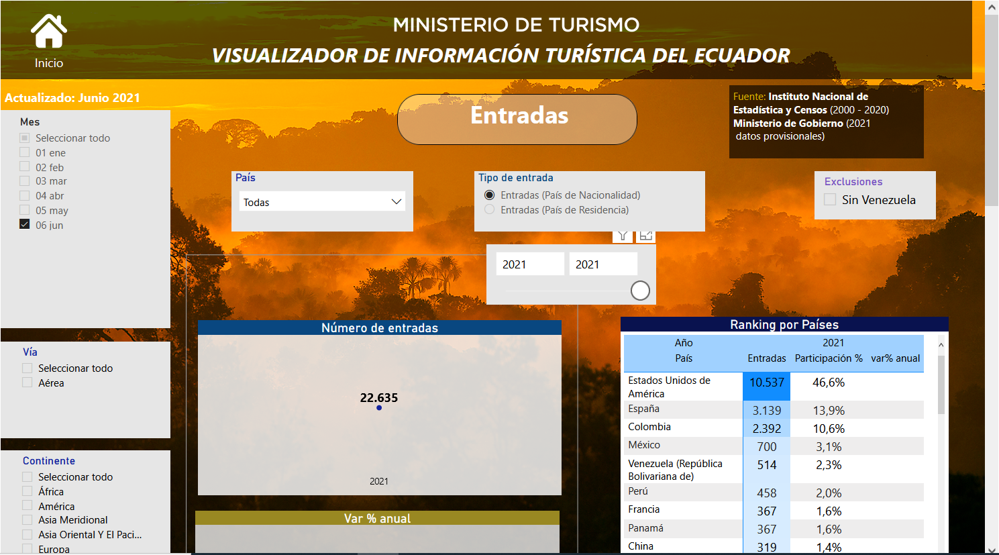 MINISTERIO DE TURISMO
VISUALIZADOR DE INFORMACIÓN TURÍSTICA DEL ECUADOR
Inicio
Actualizado: Junio 2021
Mes
Seleccionar todo
01 ene
02 feb
03 mar
04 abr
05 may
06 jun
Entradas
Fuente: Instituto Nacional de
Estadística y Censos (2000 - 2020)
Ministerio de Gobierno (2021
datos provisionales)
País
Todas
Tipo de entrada
Entradas (País de Nacionalidad)
Entradas (País de Residencia)
Exclusiones
Sin Venezuela
2021 2021
Vía
Seleccionar todo
Aérea
Continente
Seleccionar todo
África
América
Asia Meridional
Asia Oriental Y El Paci...
Europa
Número de entradas
22.635
2021
Var % anual
Ranking por Países
Año 2021
País Entradas Participación % var% anual
Estados Unidos de
América 10.537 46,6%
España 3.139 13,9%
Colombia 2.392 10,6%
México 700 3,1%
Venezuela (República
Bolivariana de) 514 2,3%
Perú 458 2,0%
Francia 367 1,6%
Panamá 367 1,6%
China 319 1,4%